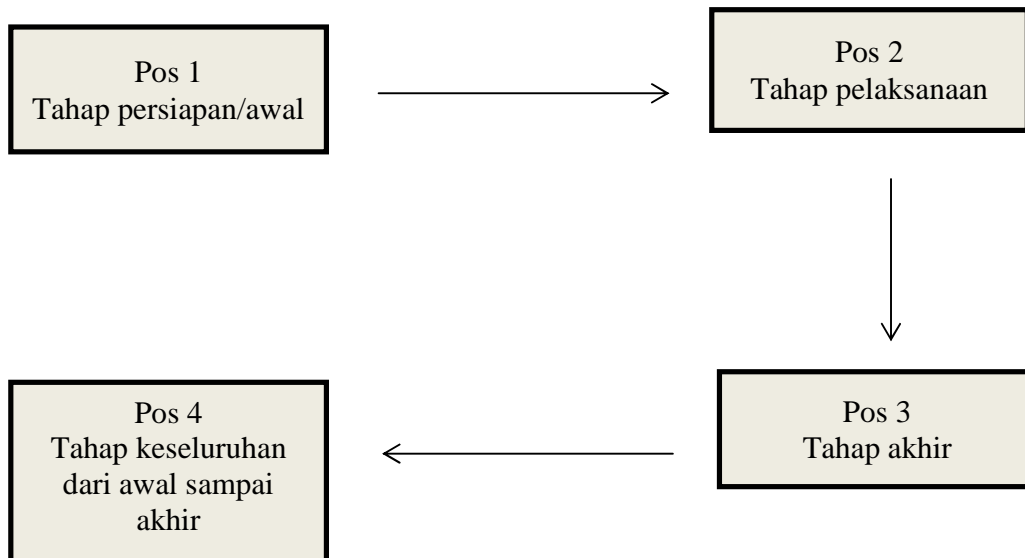 Pos 1
Tahap persiapan/awal
Pos 2
Tahap pelaksanaan
Pos 3
Tahap akhir
Pos 4
Tahap keseluruhan
dari awal sampai
akhir